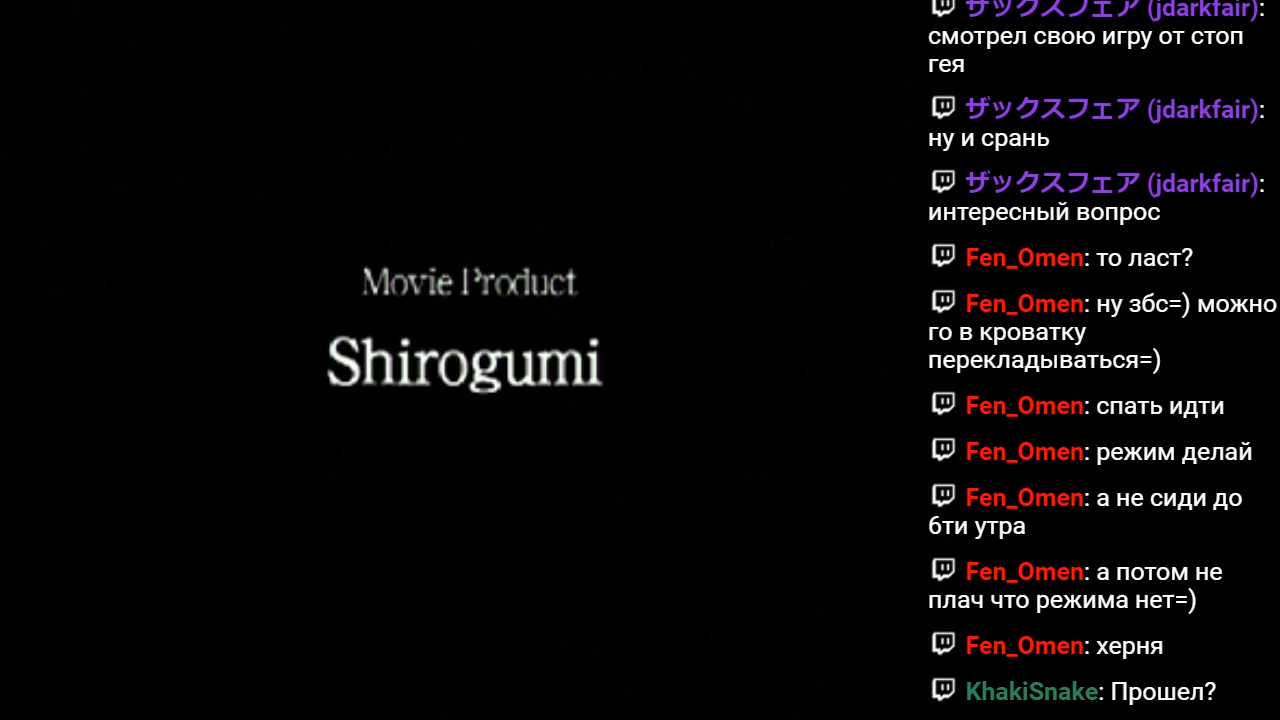 Movie Product
Shirogumi
ザックスフェア (jdarkfair):
смотрел свою игру от стоп
гея
ザックスフェア (jdarkfair):
ну и срань
ザックスフェア (jdarkfair):
интересный вопрос
Fen_Omen: то ласт?
Fen_Omen: ну збс=) можно
го в кроватку
перекладываться=)
Fen_Omen: спать идти
Fen_Omen: режим делай
Fen_Omen: а не сиди до
6ти утра
Fen_Omen: а потом не
плач что режима нет=)
Fen_Omen: херня
KhakiSnake: Прошел?